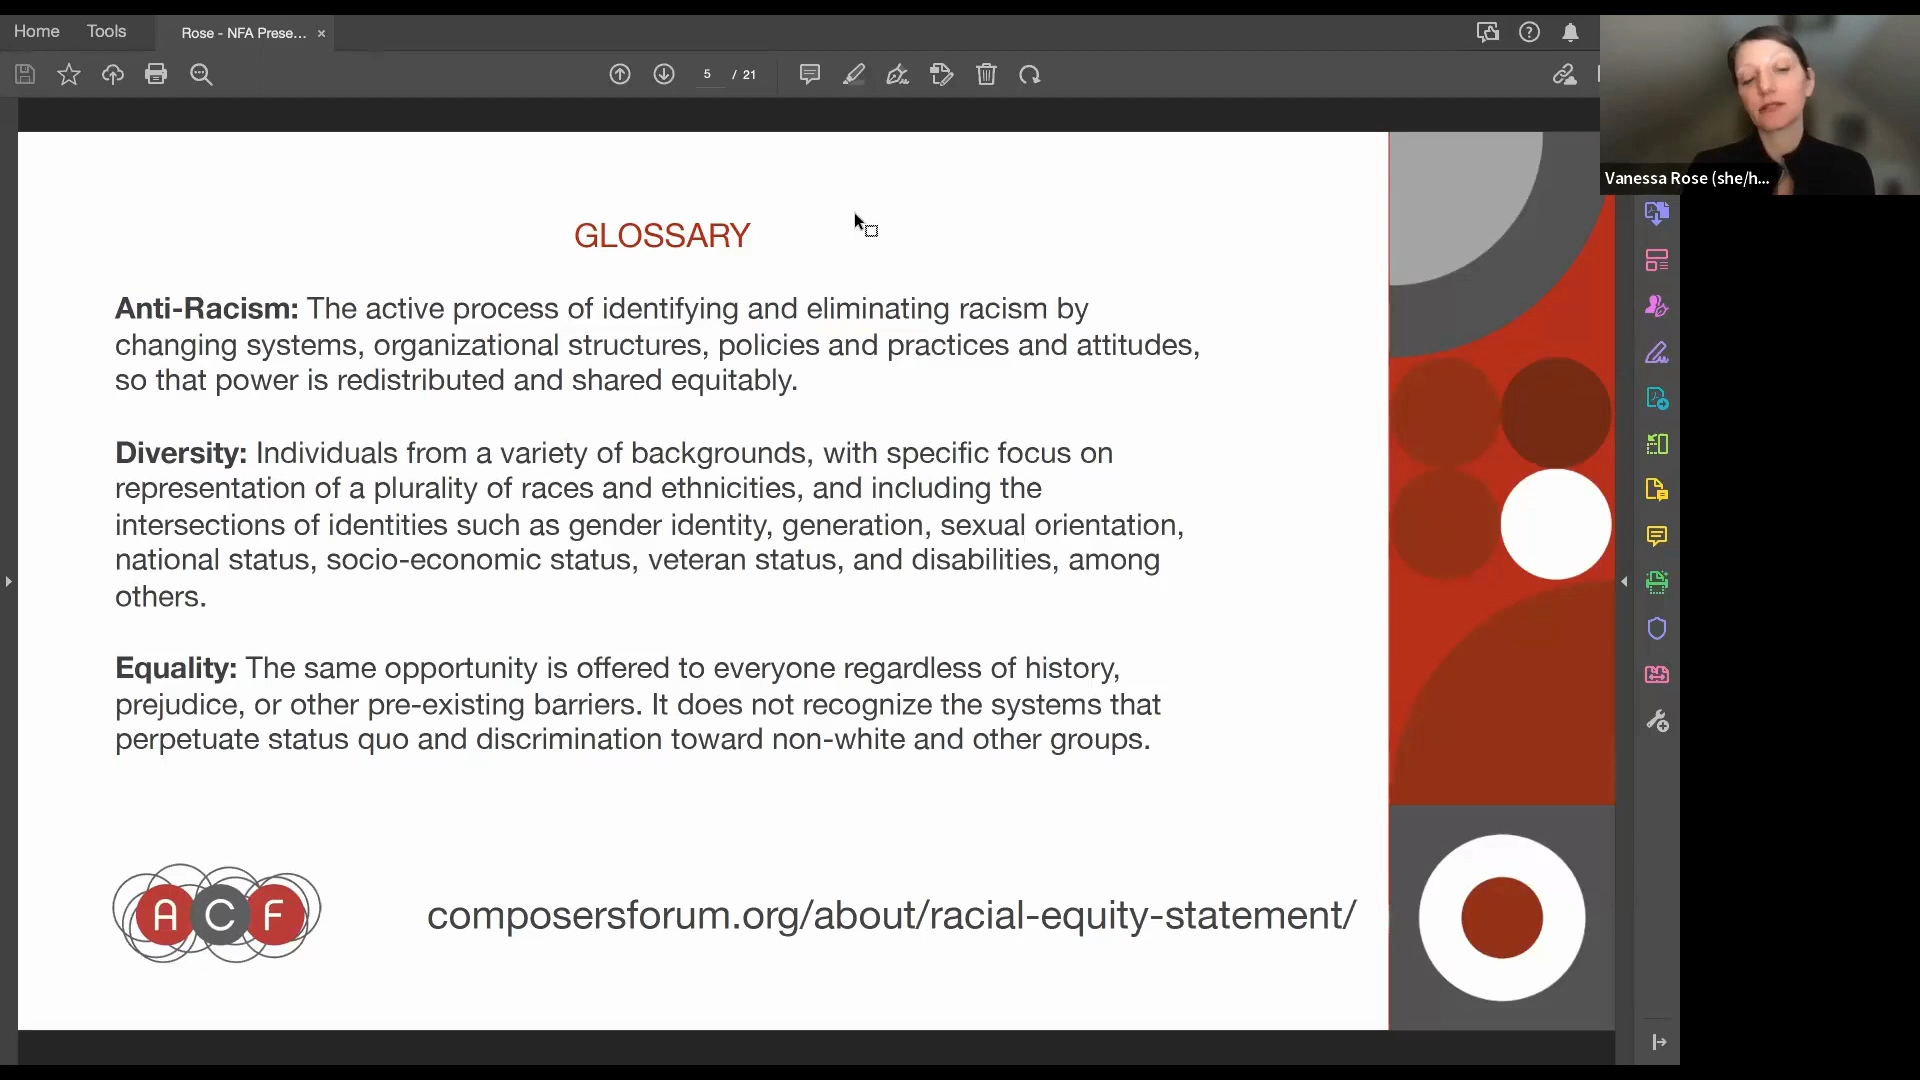 Home Tools Rose - NFA Prese... ×
5 / 21
Vanessa Rose (she/h...
GLOSSARY
Anti-Racism: The active process of identifying and eliminating racism by
changing systems, organizational structures, policies and practices and attitudes,
so that power is redistributed and shared equitably.
Diversity: Individuals from a variety of backgrounds, with specific focus on
representation of a plurality of races and ethnicities, and including the
intersections of identities such as gender identity, generation, sexual orientation,
national status, socio-economic status, veteran status, and disabilities, among
others.
Equality: The same opportunity is offered to everyone regardless of history,
prejudice, or other pre-existing barriers. It does not recognize the systems that
perpetuate status quo and discrimination toward non-white and other groups.
ACF
composersforum.org/about/racial-equity-statement/